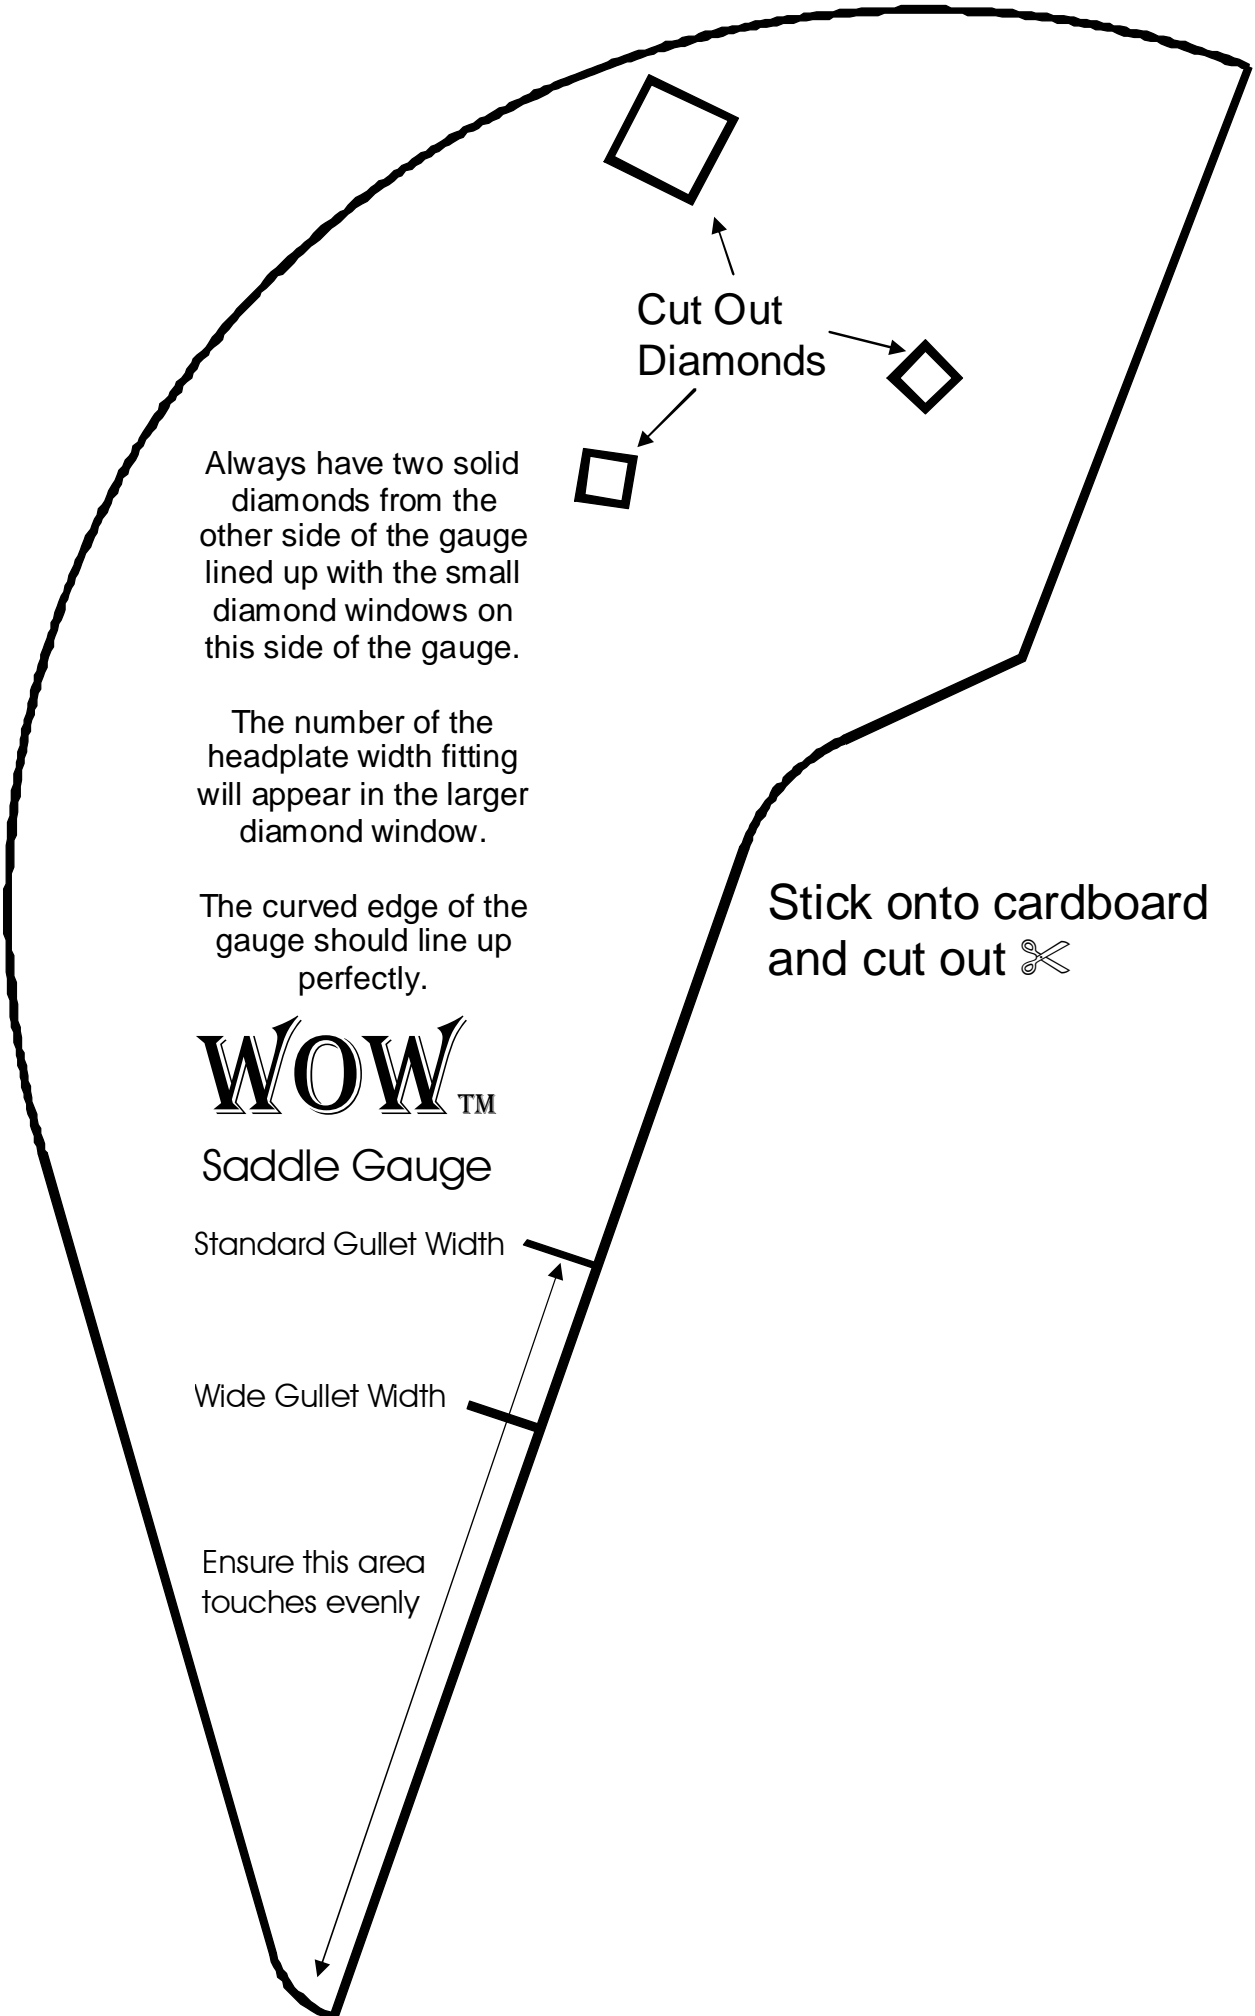 Cut Out
Diamonds
Always have two solid
diamonds from the
other side of the gauge
lined up with the small
diamond windows on
this side of the gauge.
The number of the
headplate width fitting
will appear in the larger
diamond window.
The curved edge of the
gauge should line up
perfectly.
Stick onto cardboard
and cut out ✄
WOW™
Saddle Gauge
Standard Gullet Width
Wide Gullet Width
Ensure this area
touches evenly